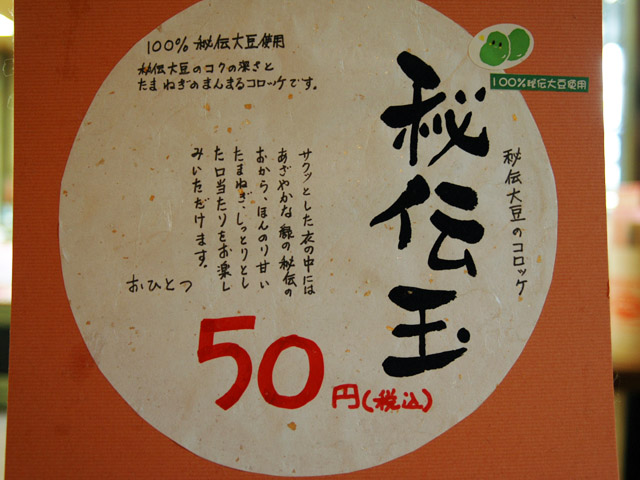 100% 秘伝大豆使用
秘伝大豆のコクの深さと
たまねぎのまんまるコロッケです。
100%秘伝大豆使用
秘伝大豆のコロッケ
秘伝玉
サクッとした衣の中には
あざやかな緑の秘伝の
おから、ほんのり甘い
たまねぎ、しっとりとし
た口当たりをお楽し
みいただけます。
おひとつ
50円(税込)